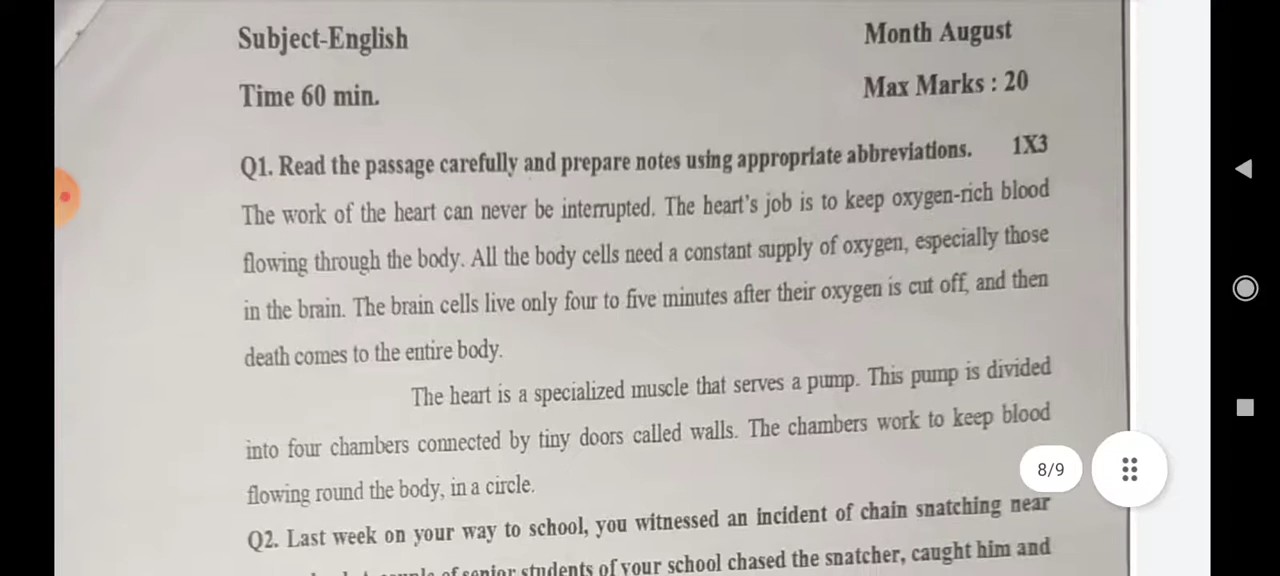 Subject-English
Month August
Time 60 min.
Max Marks : 20
Q1. Read the passage carefully and prepare notes using appropriate abbreviations. 1X3
The work of the heart can never be interrupted. The heart's job is to keep oxygen-rich blood
flowing through the body. All the body cells need a constant supply of oxygen, especially those
in the brain. The brain cells live only four to five minutes after their oxygen is cut off, and then
death comes to the entire body.
The heart is a specialized muscle that serves a pump. This pump is divided
into four chambers connected by tiny doors called walls. The chambers work to keep blood
flowing round the body, in a circle.
8/9
Q2. Last week on your way to school, you witnessed an incident of chain snatching near
of senior students of your school chased the snatcher, caught him and